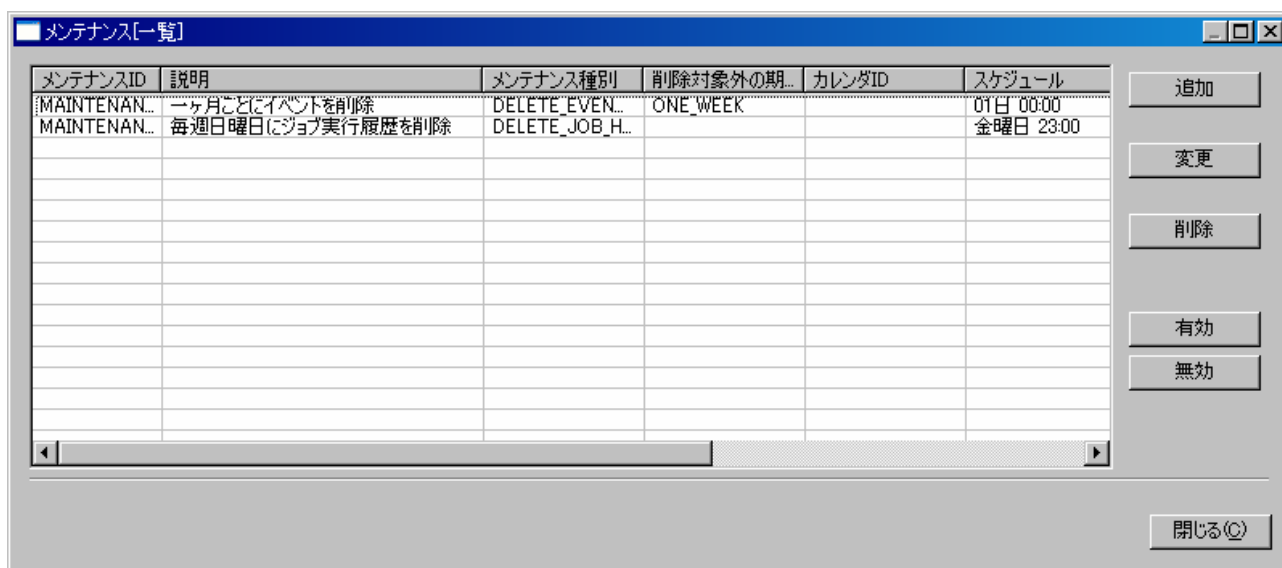 メンテナンス[一覧]
メンテナンスID 説明 メンテナンス種別 削除対象外の期... カレンダID スケジュール
MAINTENAN... 一ヶ月ごとにイベントを削除 DELETE_EVEN... ONE_WEEK 01日 00:00
MAINTENAN... 毎週日曜日にジョブ実行履歴を削除 DELETE_JOB_H... 金曜日 23:00
追加
変更
削除
有効
無効
閉じる(C)